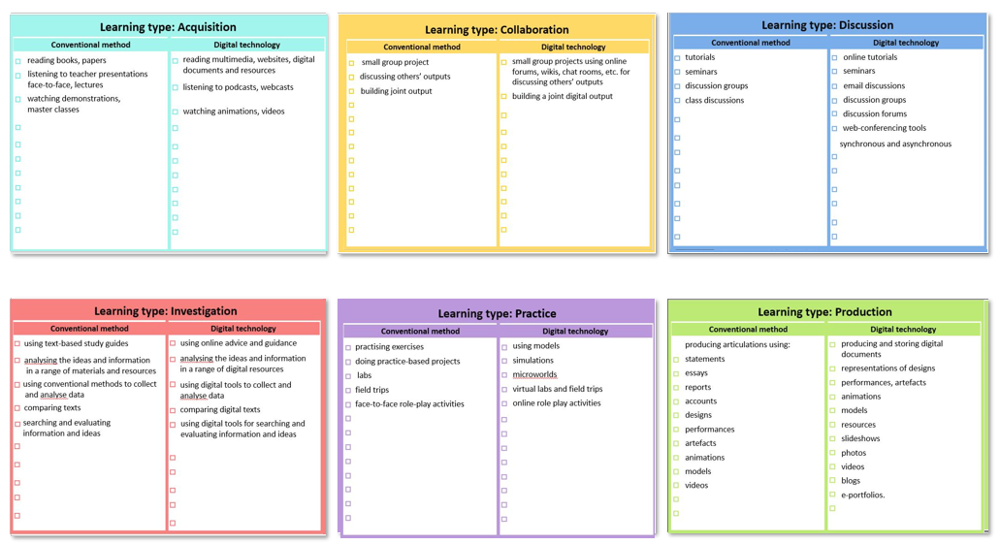 Learning type: Acquisition
Conventional method
reading books, papers
listening to teacher presentations
face-to-face, lectures
watching demonstrations,
master classes
Digital technology
reading multimedia, websites, digital
documents and resources
listening to podcasts, webcasts
watching animations, videos
Learning type: Collaboration
Conventional method
small group project
discussing others' outputs
building joint output
Digital technology
small group projects using online
forums, wikis, chat rooms, etc. for
discussing others' outputs
building a joint digital output
Learning type: Discussion
Conventional method
tutorials
seminars
discussion groups
class discussions
Digital technology
online tutorials
seminars
email discussions
discussion groups
discussion forums
web-conferencing tools
synchronous and asynchronous
Learning type: Investigation
Conventional method
using text-based study guides
analysing the ideas and information
in a range of materials and resources
using conventional methods to collect
and analyse data
comparing texts
searching and evaluating
information and ideas
Digital technology
using online advice and guidance
analysing the ideas and information
in a range of digital resources
using digital tools to collect and
analyse data
comparing digital texts
using digital tools for searching and
evaluating information and ideas
Learning type: Practice
Conventional method
practising exercises
doing practice-based projects
labs
field trips
face-to-face role-play activities
Digital technology
using models
simulations
microworlds
virtual labs and field trips
online role play activities
Learning type: Production
Conventional method
producing articulations using:
statements
essays
reports
accounts
designs
performances
artefacts
animations
models
videos
Digital technology
producing and storing digital
documents
representations of designs
performances, artefacts
animations
models
resources
slideshows
photos
videos
blogs
e-portfolios.